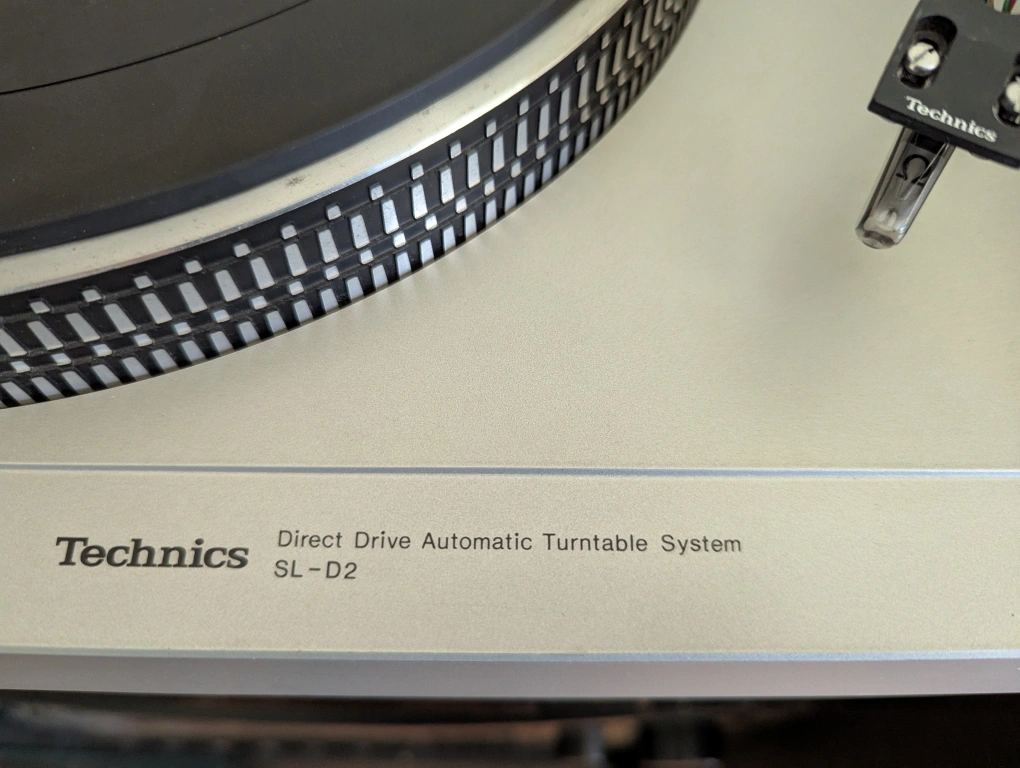 Technics
Ω
Technics Direct Drive Automatic Turntable System
SL-D2